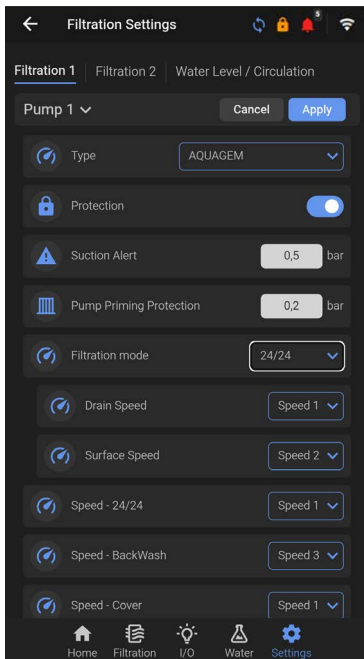 Filtration Settings
5
Filtration 1 | Filtration 2 | Water Level / Circulation
Pump 1
Cancel
Apply
Type
AQUAGEM
Protection
Suction Alert
0,5 bar
Pump Priming Protection
0,2 bar
Filtration mode
24/24
Drain Speed
Speed 1
Surface Speed
Speed 2
Speed - 24/24
Speed 1
Speed - BackWash
Speed 3
Speed - Cover
Speed 1
Home Filtration I/O Water Settings